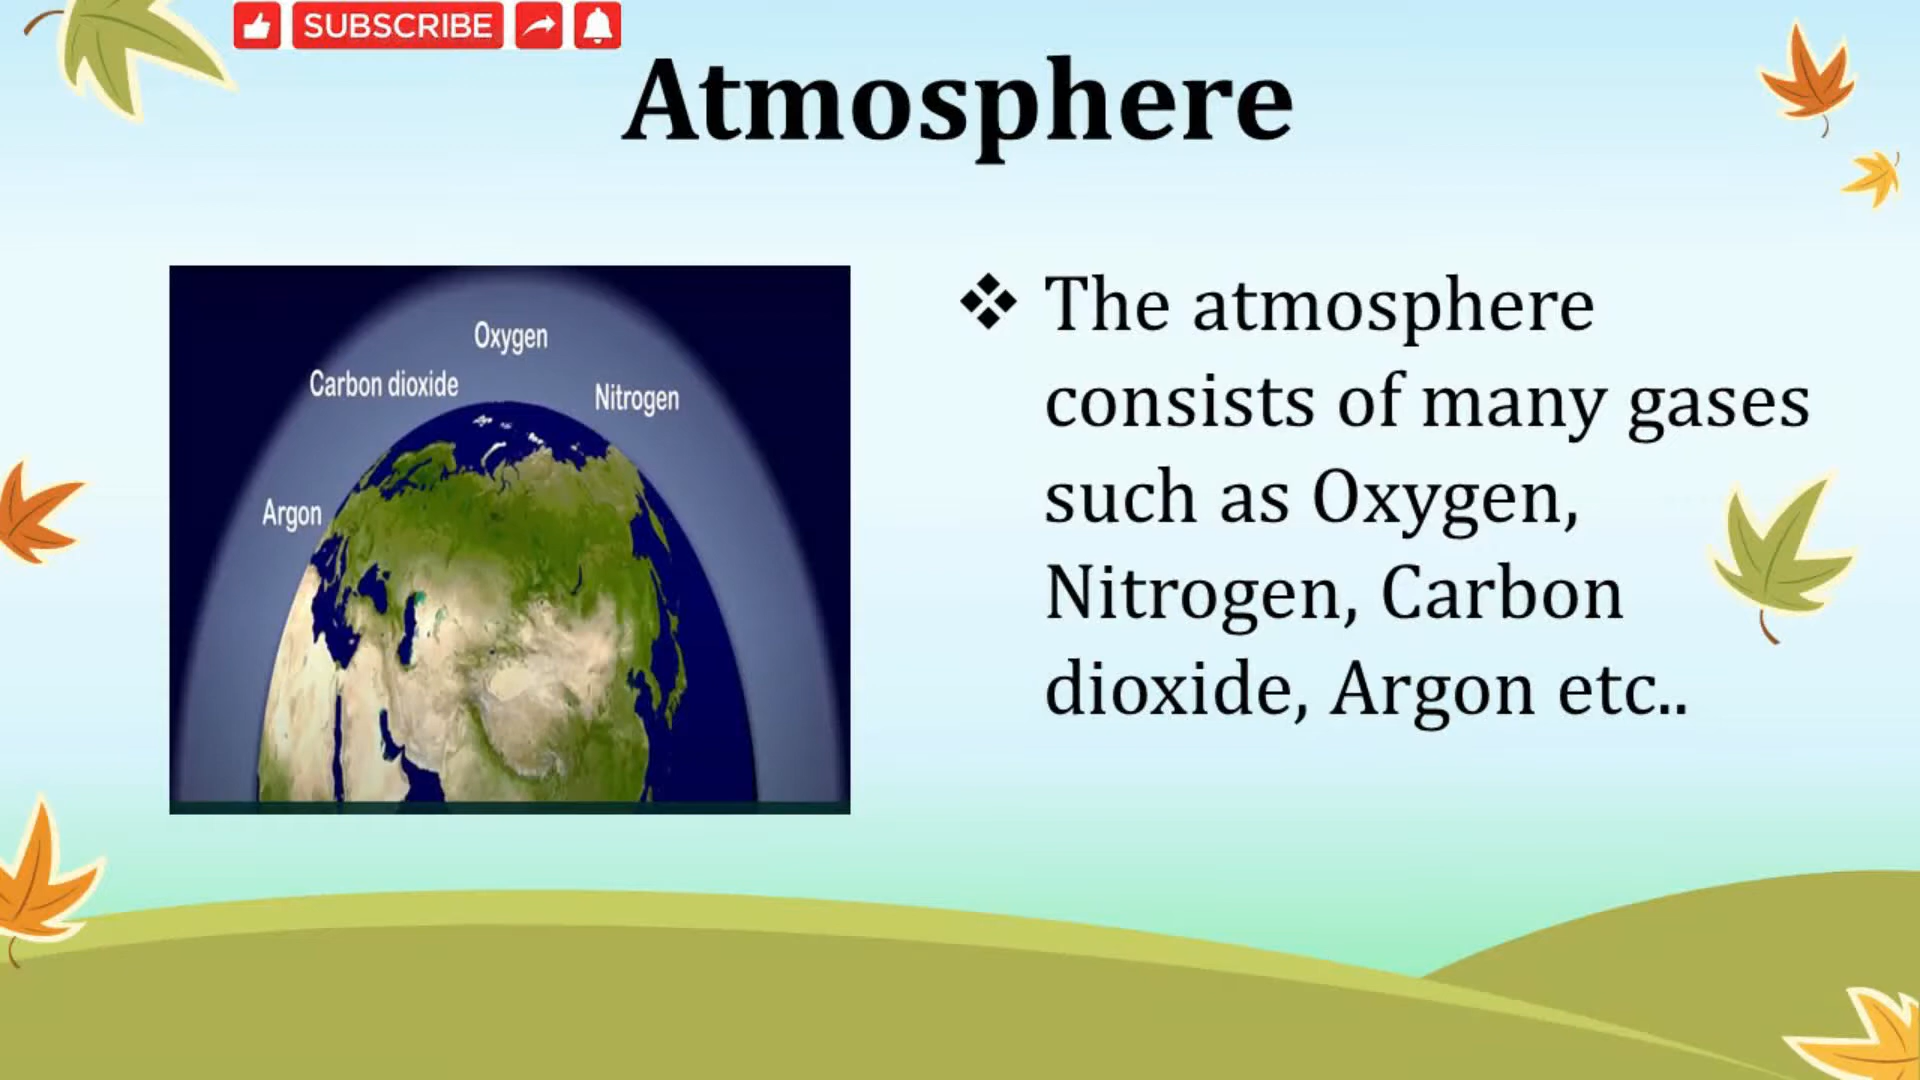 SUBSCRIBE
Atmosphere
Oxygen
Carbon dioxide
Nitrogen
Argon
❖ The atmosphere
consists of many gases
such as Oxygen,
Nitrogen, Carbon
dioxide, Argon etc..